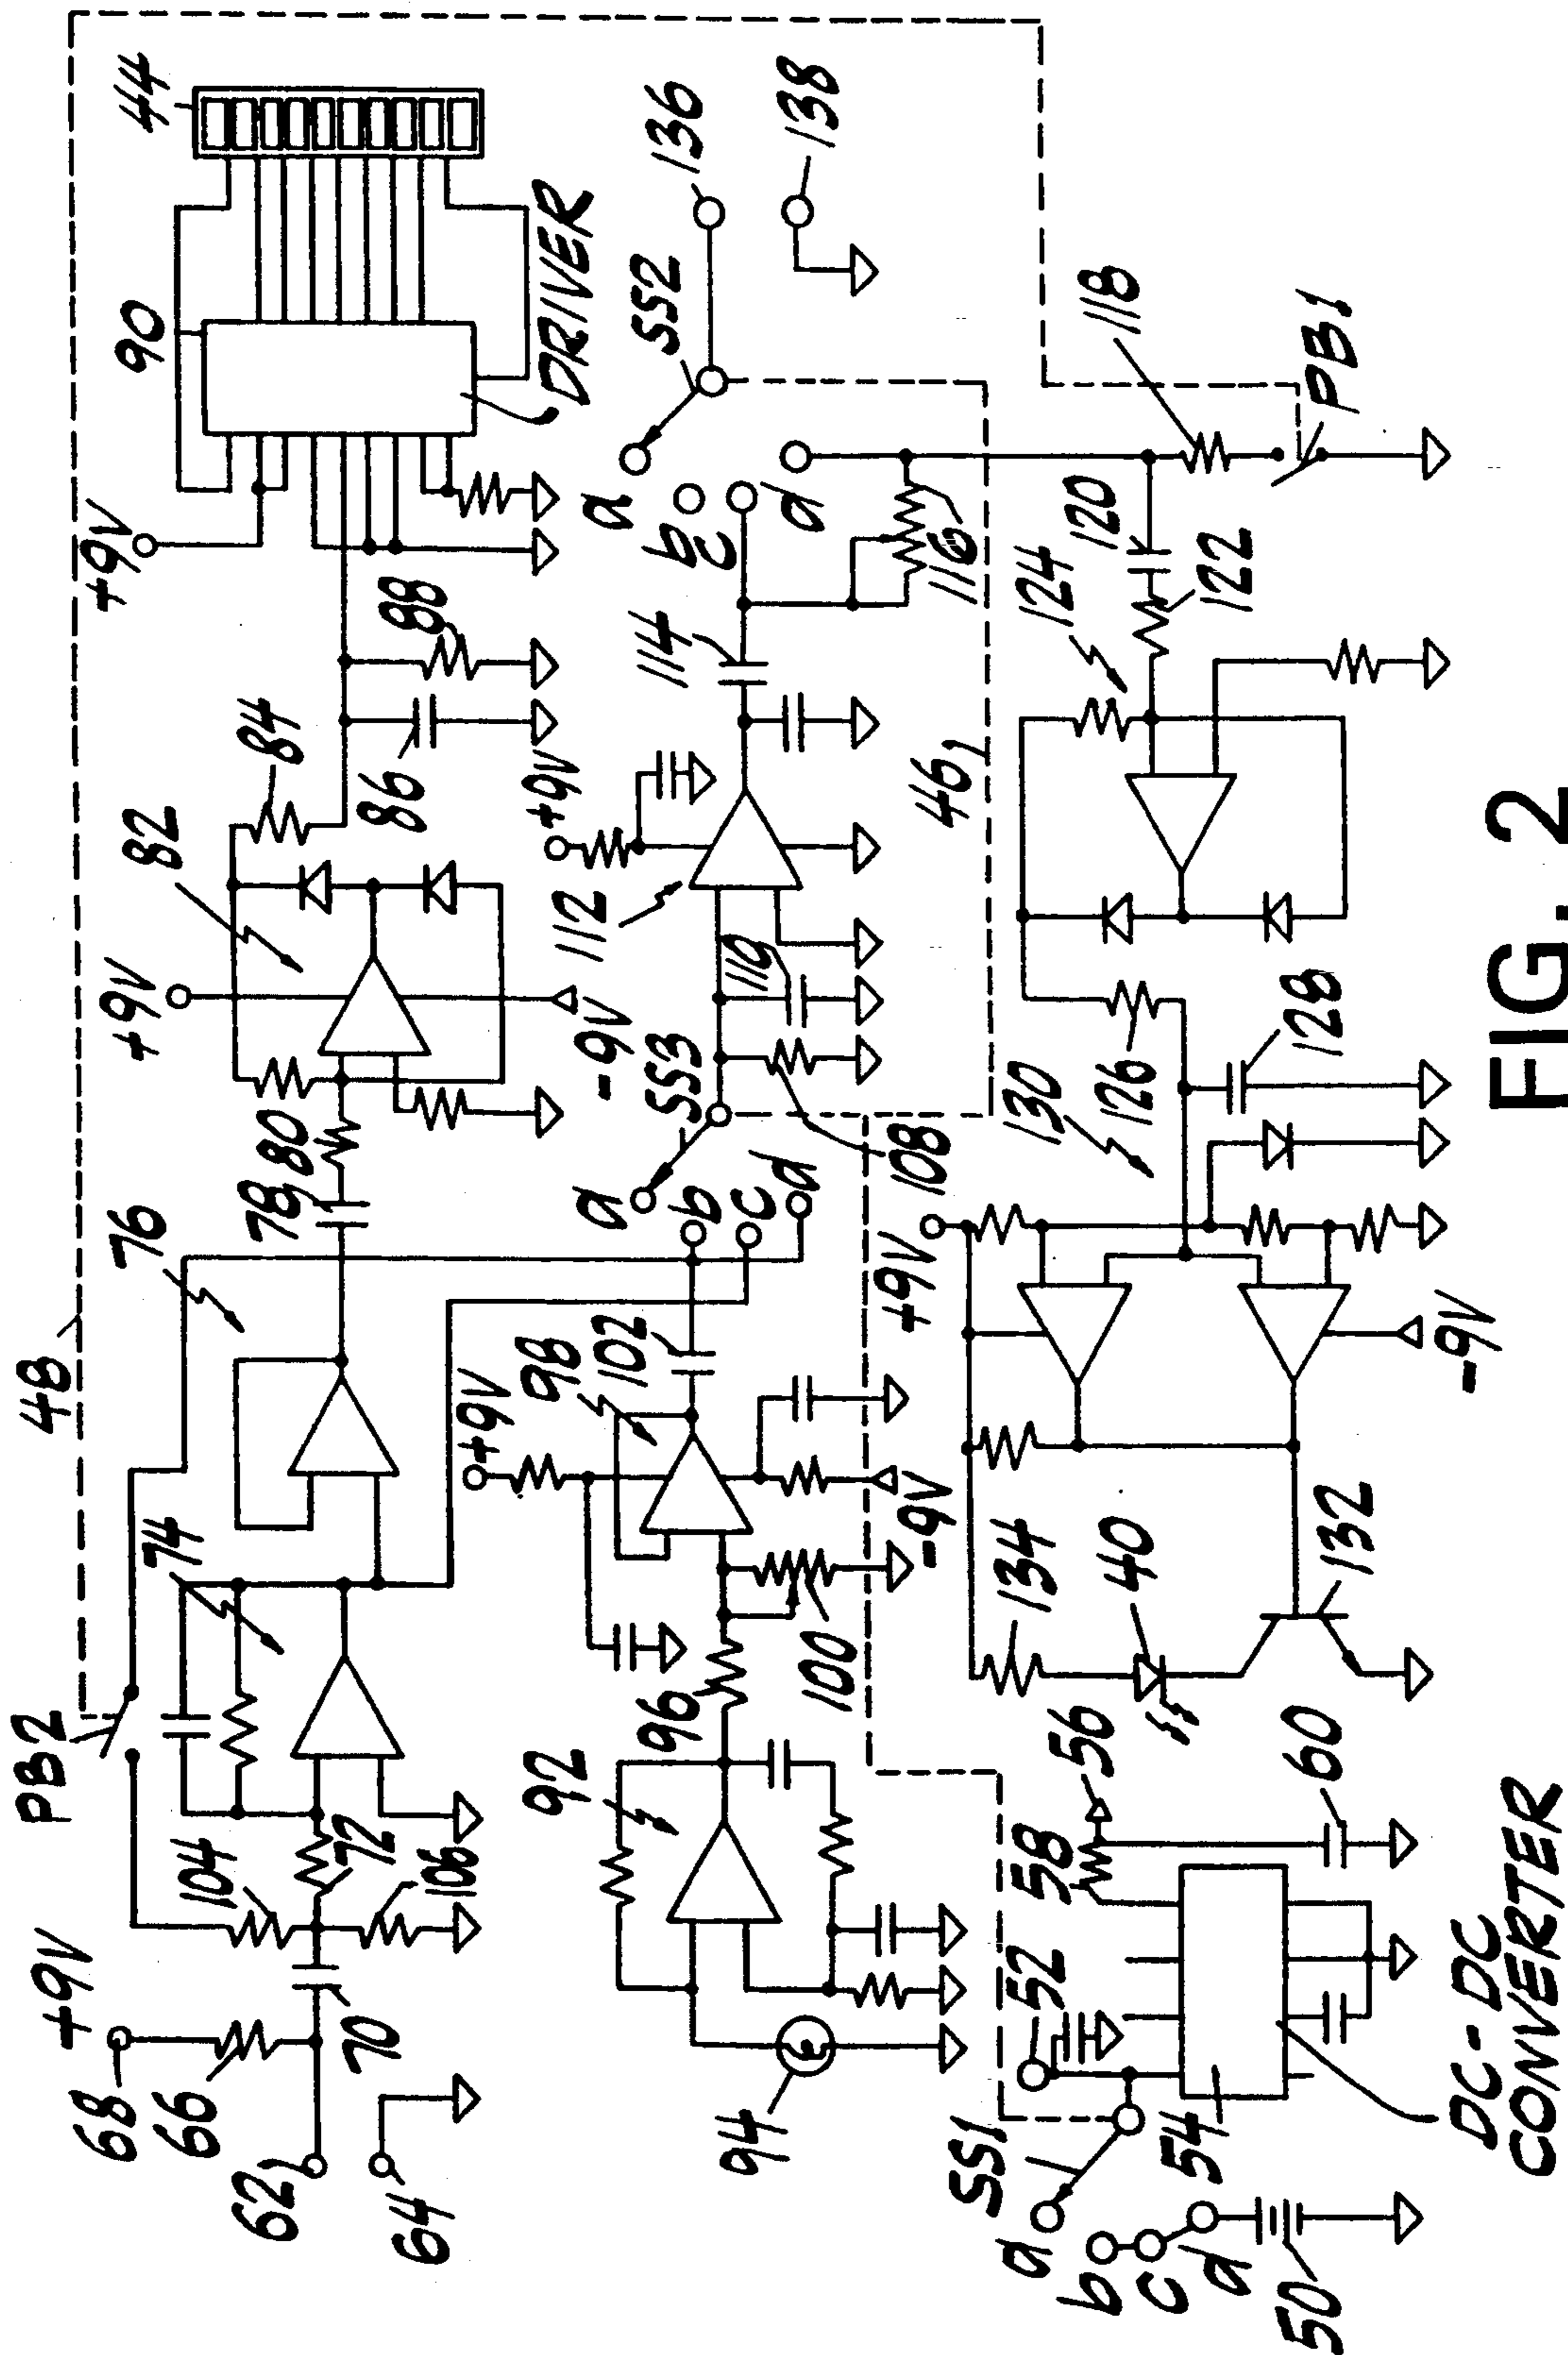 48
PB2
+9V
68
66
62
64
70
104
72
106
74
76
78
80
+9V
82
84
86
88
-9V
+9V
90
44
DRIVER
94
92
96
100
98
+9V
102
-9V
SS3
a
b
c
d
108
110
112
+9V
114
116
46
SS2
a
b
c
d
136
138
SS1
a
b
c
d
50
52
54
56
58
60
DC-DC
CONVERTER
134
40
132
+9V
-9V
130
126
128
124
122
120
118
PB1
FIG. 2